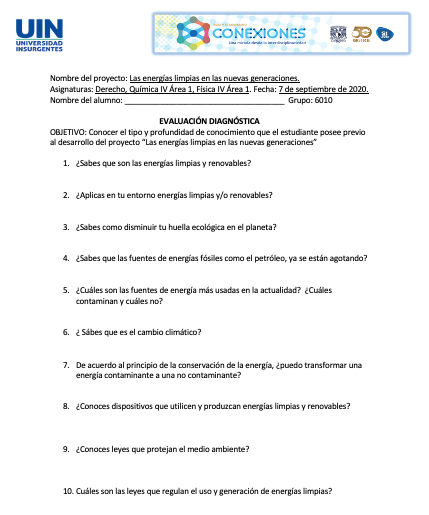 UIN
UNIVERSIDAD
INSURGENTES
CONEXIONES
Una mirada desde la interdisciplinariedad
Nombre del proyecto: Las energías limpias en las nuevas generaciones.
Asignaturas: Derecho, Química IV Área 1, Física IV Área 1. Fecha: 7 de septiembre de 2020.
Nombre del alumno: ______________________ Grupo: 6010
EVALUACIÓN DIAGNÓSTICA
OBJETIVO: Conocer el tipo y profundidad de conocimiento que el estudiante posee previo
al desarrollo del proyecto “Las energías limpias en las nuevas generaciones”
1. ¿Sabes que son las energías limpias y renovables?
2. ¿Aplicas en tu entorno energías limpias y/o renovables?
3. ¿Sabes como disminuir tu huella ecológica en el planeta?
4. ¿Sabes que las fuentes de energías fósiles como el petróleo, ya se están agotando?
5. ¿Cuáles son las fuentes de energía más usadas en la actualidad? ¿Cuáles
contaminan y cuáles no?
6. ¿ Sábes que es el cambio climático?
7. De acuerdo al principio de la conservación de la energía, ¿puedo transformar una
energía contaminante a una no contaminante?
8. ¿Conoces dispositivos que utilicen y produzcan energías limpias y renovables?
9. ¿Conoces leyes que protejan el medio ambiente?
10. Cuáles son las leyes que regulan el uso y generación de energías limpias?